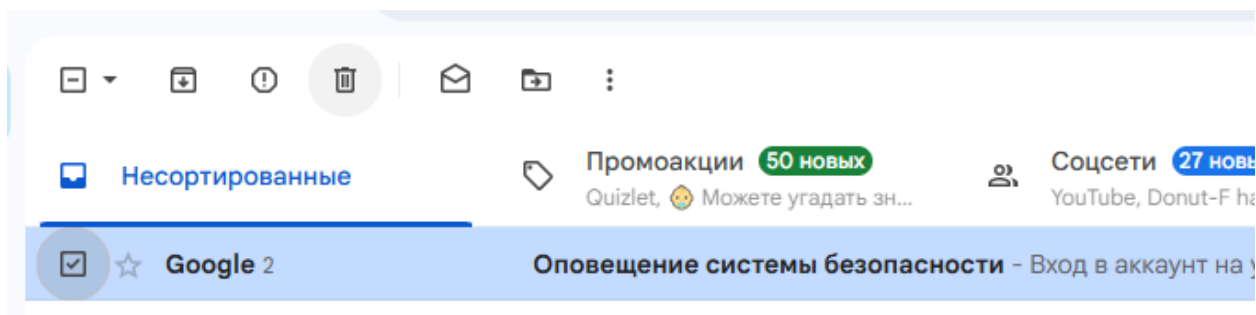 Несортированные
Промоакции 50 новых
Quizlet, 👶 Можете угадать зн...
Соцсети 27
YouTube, Donut-F
Google 2
Оповещение системы безопасности - Вход в аккаунт на